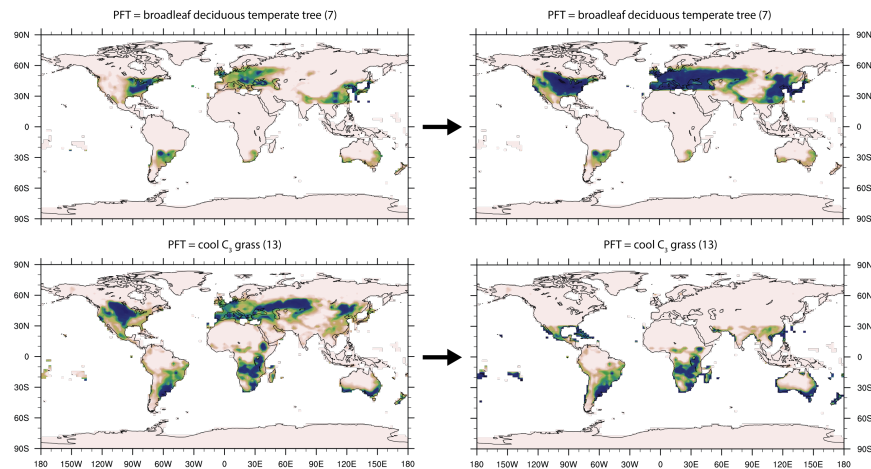 PFT = broadleaf deciduous temperate tree (7)
PFT = broadleaf deciduous temperate tree (7)
90N
60N
30N
0
30S
60S
90S
90N
60N
30N
0
30S
60S
90S
PFT = cool C₃ grass (13)
PFT = cool C₃ grass (13)
90N
60N
30N
0
30S
60S
90S
90N
60N
30N
0
30S
60S
90S
180 150W 120W 90W 60W 30W 0 30E 60E 90E 120E 150E 180
180 150W 120W 90W 60W 30W 0 30E 60E 90E 120E 150E 180